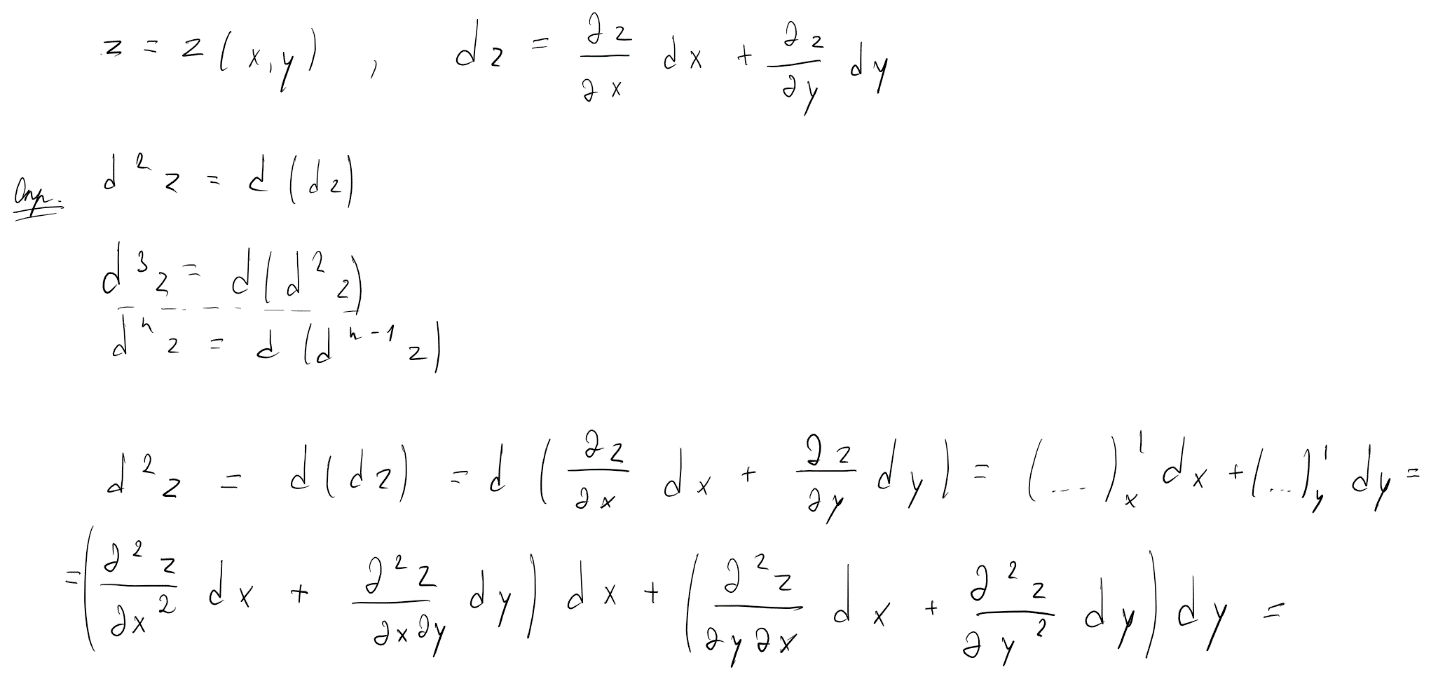 z = z(x,y) , dz = ∂z/∂x dx + ∂z/∂y dy
Опр. d²z = d(dz)
d³z = d(d²z)
dⁿz = d(dⁿ⁻¹z)
d²z = d(dz) = d(∂z/∂x dx + ∂z/∂y dy) = (...)'ₓ dx + (...)'ᵧ dy =
= (∂²z/∂x² dx + ∂²z/∂x∂y dy) dx + (∂²z/∂y∂x dx + ∂²z/∂y² dy) dy =